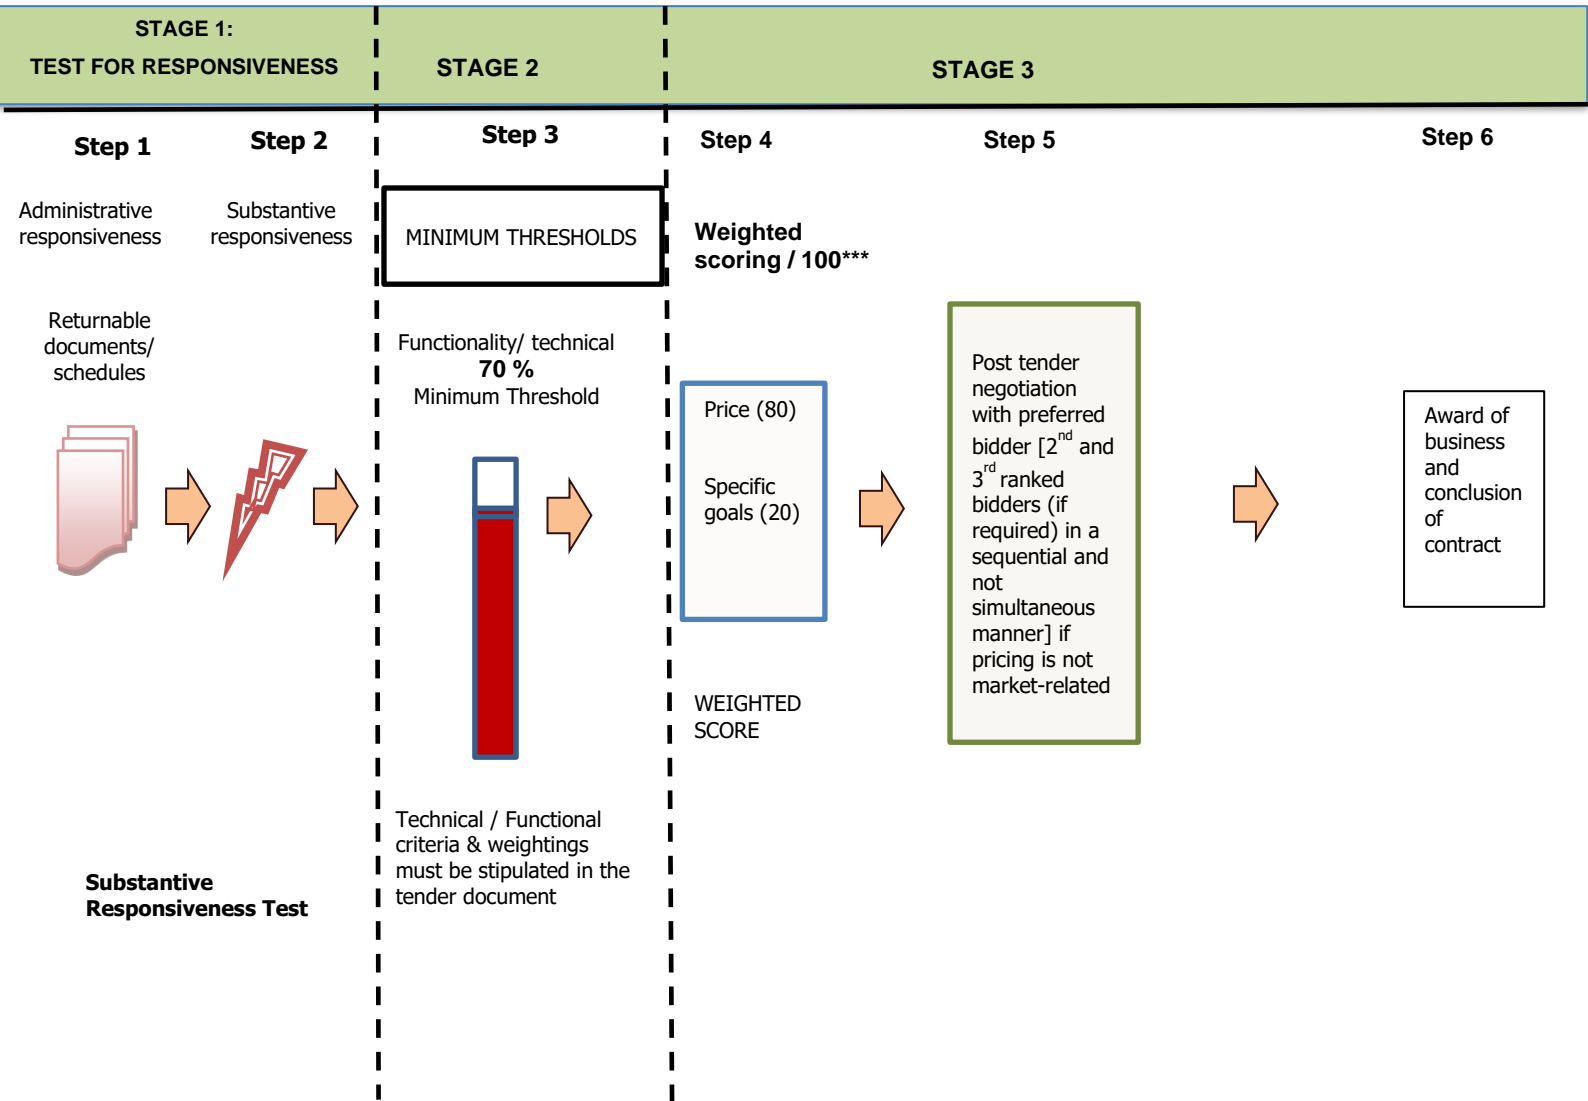 STAGE 1:
TEST FOR RESPONSIVENESS
STAGE 2
STAGE 3
Step 1
Step 2
Step 3
Step 4
Step 5
Step 6
Administrative
responsiveness
Substantive
responsiveness
MINIMUM THRESHOLDS
Weighted
scoring / 100***
Returnable
documents/
schedules
Functionality/ technical
70 %
Minimum Threshold
Price (80)
Specific
goals (20)
Post tender
negotiation
with preferred
bidder [2nd and
3rd ranked
bidders (if
required) in a
sequential and
not
simultaneous
manner] if
pricing is not
market-related
Award of
business
and
conclusion
of
contract
WEIGHTED
SCORE
Technical / Functional
criteria & weightings
must be stipulated in the
tender document
Substantive
Responsiveness Test